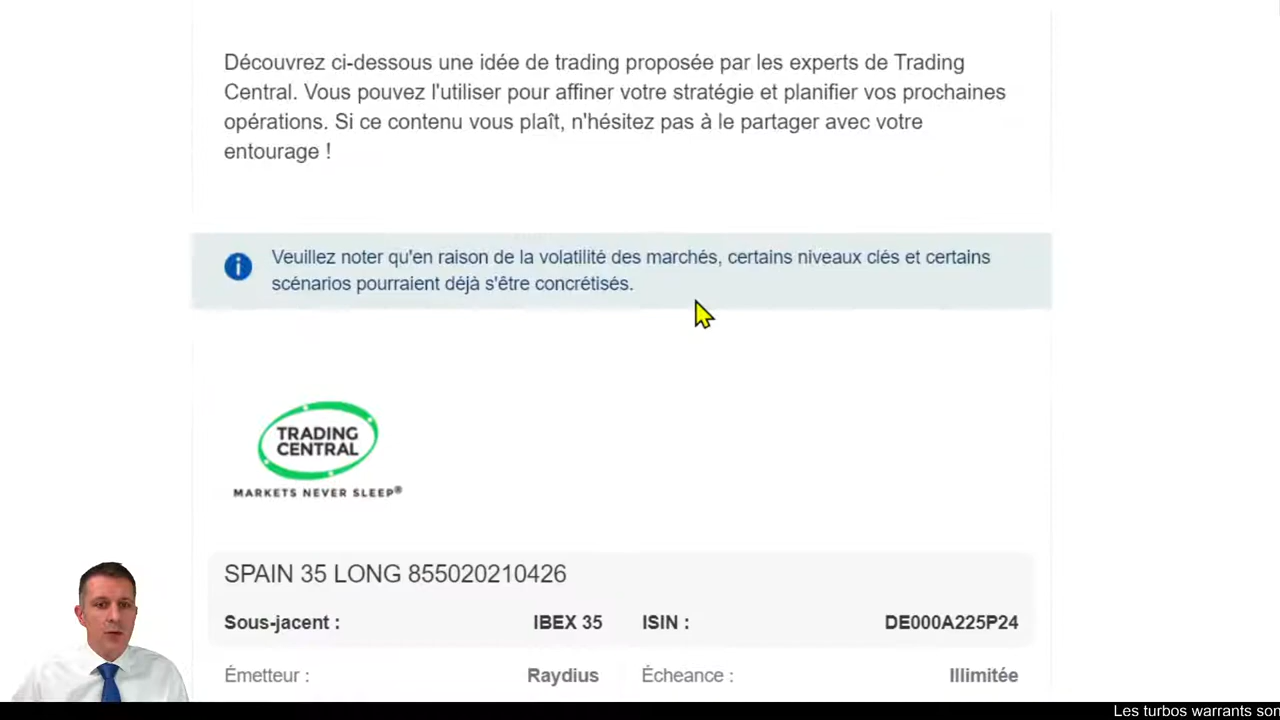 Découvrez ci-dessous une idée de trading proposée par les experts de Trading
Central. Vous pouvez l'utiliser pour affiner votre stratégie et planifier vos prochaines
opérations. Si ce contenu vous plaît, n'hésitez pas à le partager avec votre
entourage !
Veuillez noter qu'en raison de la volatilité des marchés, certains niveaux clés et certains
scénarios pourraient déjà s'être concrétisés.
TRADING
CENTRAL
MARKETS NEVER SLEEP®
SPAIN 35 LONG 855020210426
Sous-jacent : IBEX 35 ISIN : DE000A225P24
Émetteur : Raydius Écheance : Illimitée
Les turbos warrants son